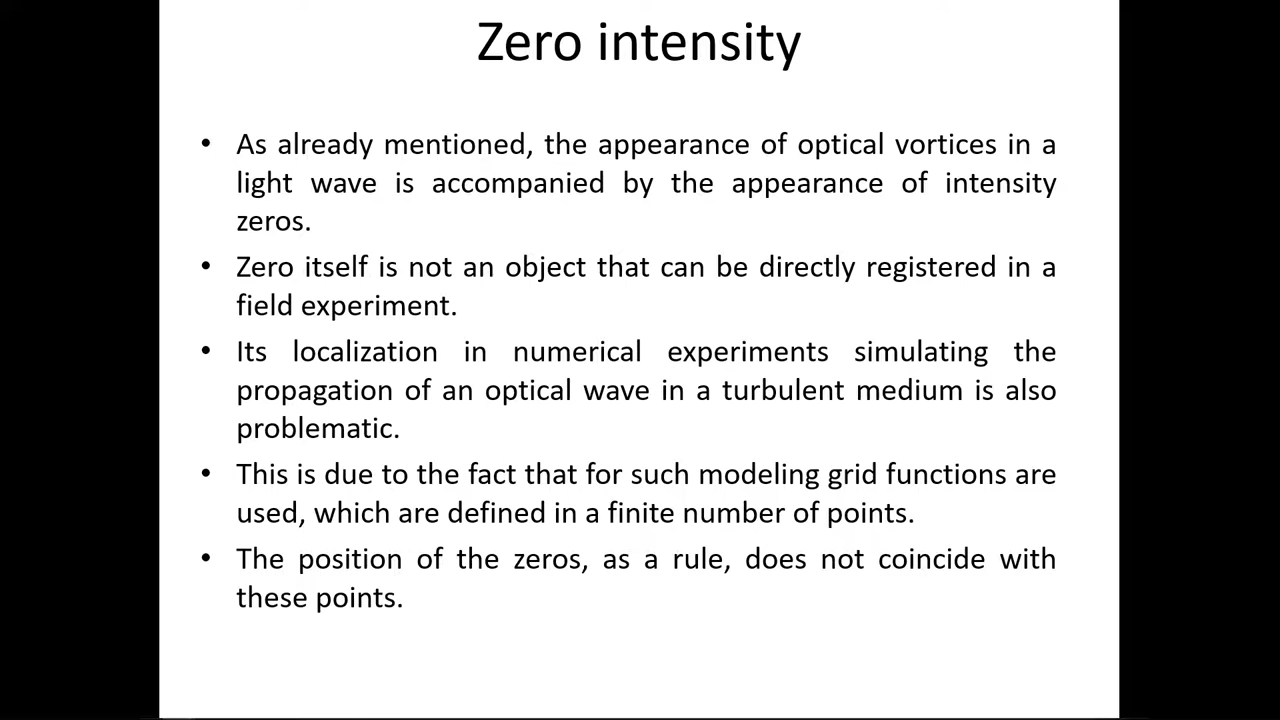 Zero intensity
• As already mentioned, the appearance of optical vortices in a
light wave is accompanied by the appearance of intensity
zeros.
• Zero itself is not an object that can be directly registered in a
field experiment.
• Its localization in numerical experiments simulating the
propagation of an optical wave in a turbulent medium is also
problematic.
• This is due to the fact that for such modeling grid functions are
used, which are defined in a finite number of points.
• The position of the zeros, as a rule, does not coincide with
these points.